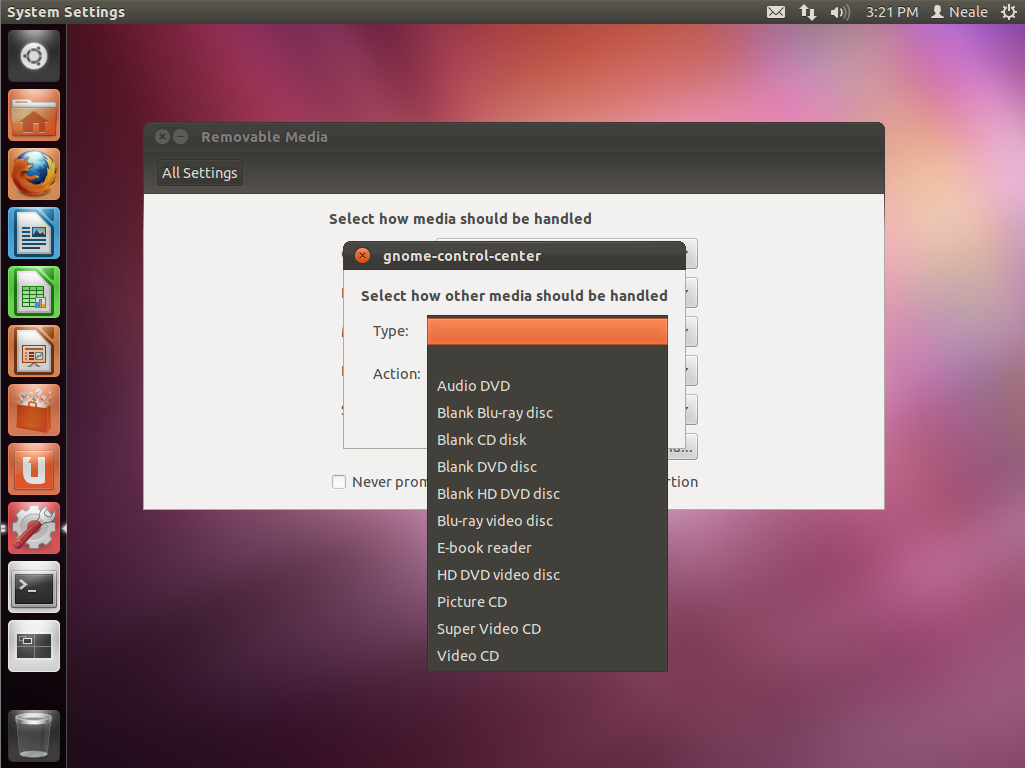 System Settings
3:21 PM Neale
Removable Media
All Settings
Select how media should be handled
gnome-control-center
Select how other media should be handled
Type:
Action:
Audio DVD
Blank Blu-ray disc
Blank CD disk
Blank DVD disc
Blank HD DVD disc
Blu-ray video disc
E-book reader
HD DVD video disc
Picture CD
Super Video CD
Video CD
Never